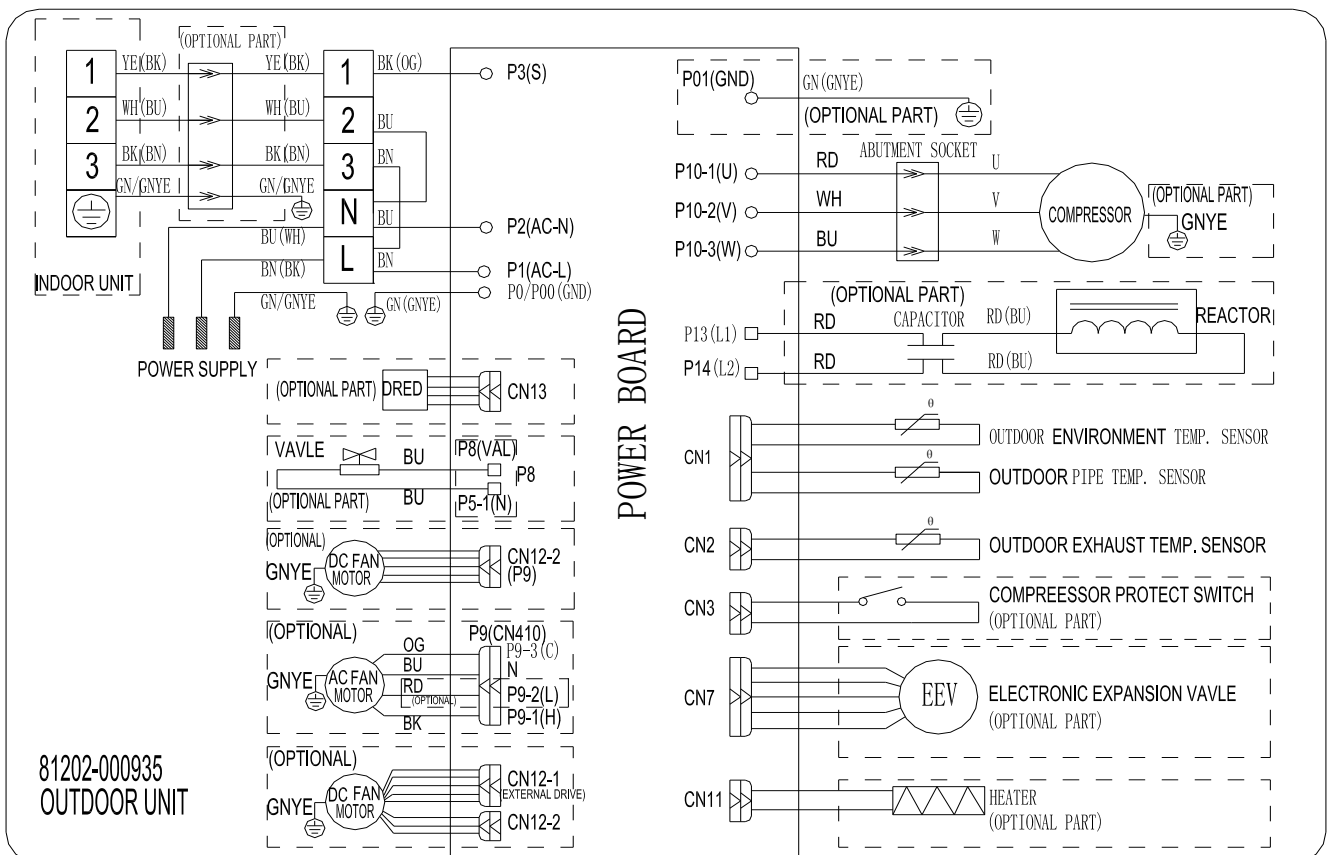 (OPTIONAL PART)
1 YE(BK) YE(BK) 1 BK(OG) P3(S)
2 WH(BU) WH(BU) 2 BU
3 BK(BN) BK(BN) 3 BN
GN/GNYE GN/GNYE N BU P2(AC-N)
BU(WH)
BN(BK) L BN P1(AC-L)
INDOOR UNIT
GN/GNYE GN(GNYE) P0/P00(GND)
POWER SUPPLY
(OPTIONAL PART) DRED CN13
VAVLE BU P8(VAL)
P8
(OPTIONAL PART) BU P5-1(N)
(OPTIONAL)
GNYE DC FAN MOTOR CN12-2
(P9)
(OPTIONAL) P9(CN410)
OG P9-3(C)
BU N
GNYE AC FAN MOTOR RD P9-2(L)
(OPTIONAL)
BK P9-1(H)
(OPTIONAL)
GNYE DC FAN MOTOR CN12-1
(EXTERNAL DRIVE)
CN12-2
81202-000935
OUTDOOR UNIT
POWER BOARD
P01(GND) GN(GNYE)
(OPTIONAL PART)
ABUTMENT SOCKET
P10-1(U) RD U
P10-2(V) WH V
P10-3(W) BU W
COMPRESSOR
(OPTIONAL PART)
GNYE
(OPTIONAL PART)
P13(L1) RD CAPACITOR RD(BU) REACTOR
P14(L2) RD RD(BU)
θ
CN1 OUTDOOR ENVIRONMENT TEMP. SENSOR
θ
OUTDOOR PIPE TEMP. SENSOR
θ
CN2 OUTDOOR EXHAUST TEMP. SENSOR
CN3 COMPREESSOR PROTECT SWITCH
(OPTIONAL PART)
CN7 EEV ELECTRONIC EXPANSION VAVLE
(OPTIONAL PART)
CN11 HEATER
(OPTIONAL PART)